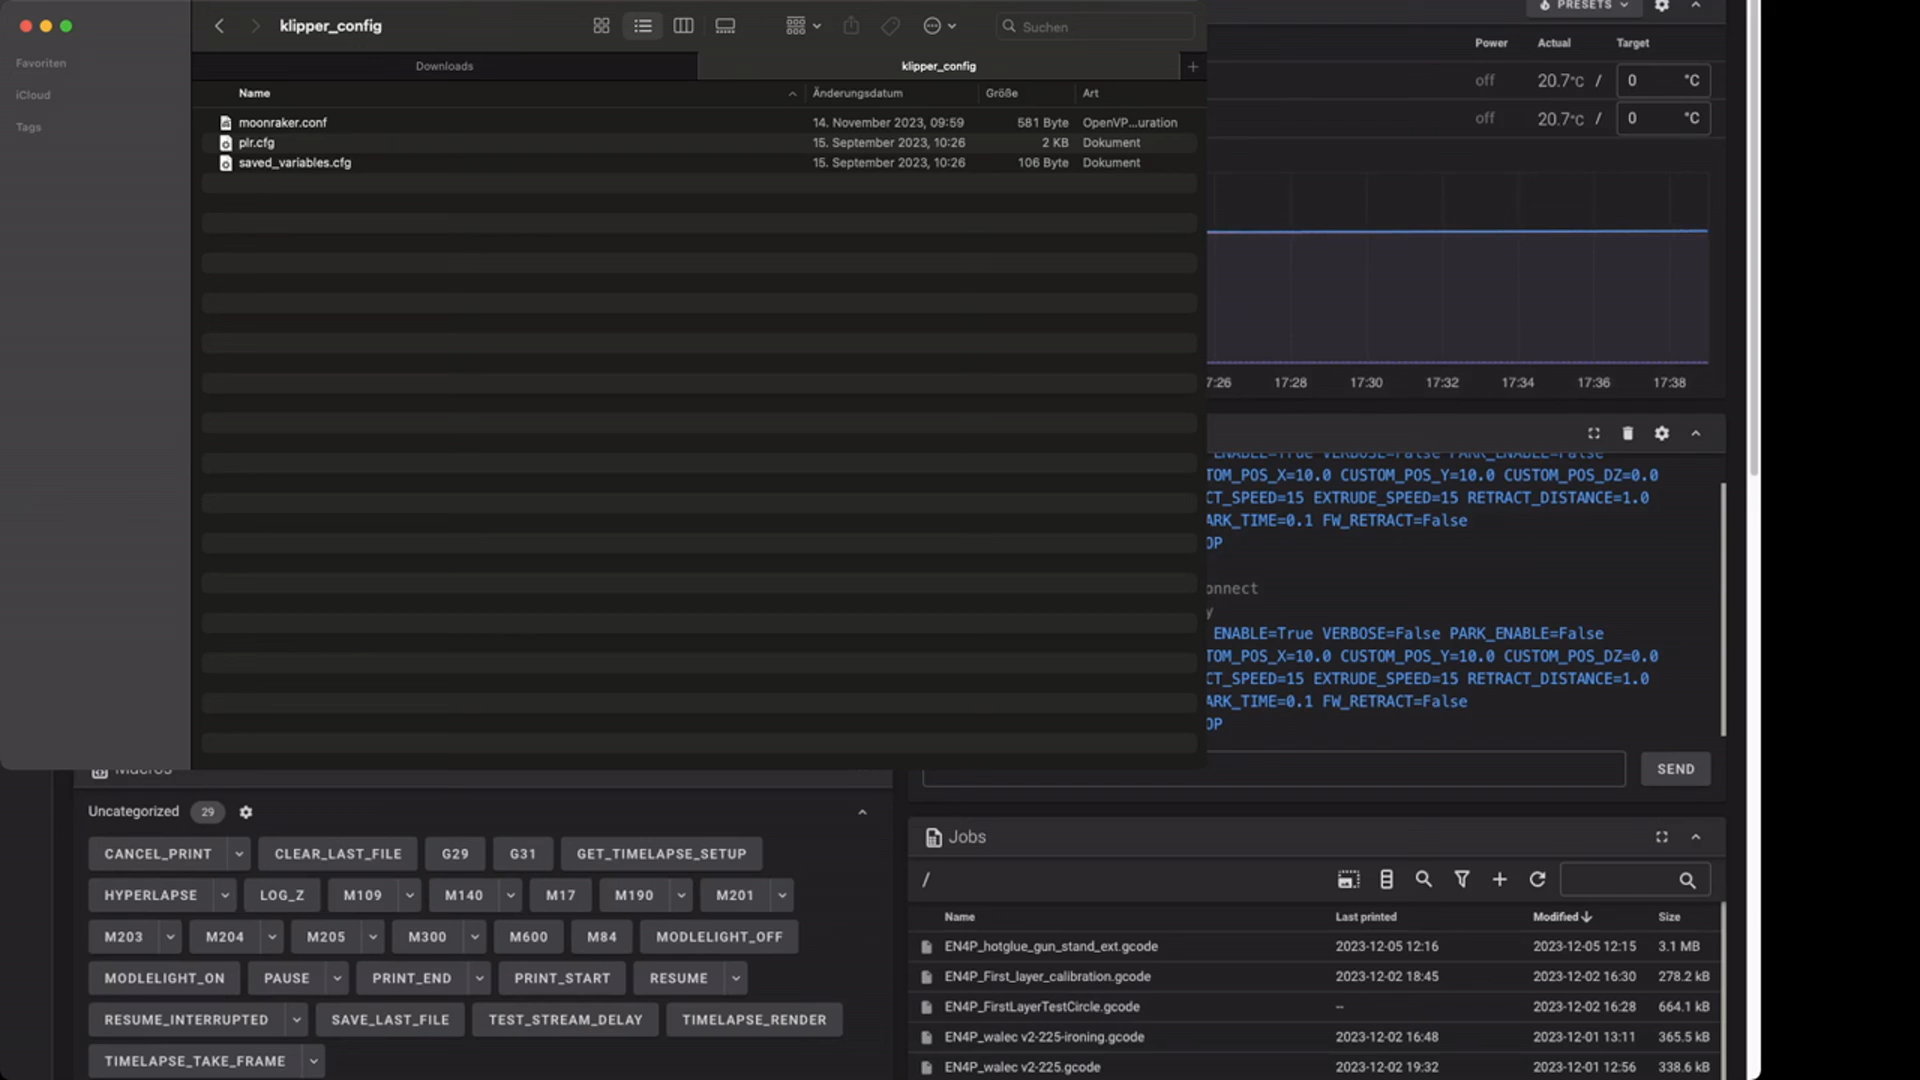 klipper_config
Suchen
Favoriten
iCloud
Tags
Downloads
klipper_config
Name Änderungsdatum Größe Art
moonraker.conf 14. November 2023, 09:59 581 Byte OpenVP...uration
plr.cfg 15. September 2023, 10:26 2 KB Dokument
saved_variables.cfg 15. September 2023, 10:26 106 Byte Dokument
PRESETS
Power Actual Target
off 20.7°C / 0 °C
off 20.7°C / 0 °C
7:26 17:28 17:30 17:32 17:34 17:36 17:38
ENABLE=True VERBOSE=False PARK_ENABLE=False
TOM_POS_X=10.0 CUSTOM_POS_Y=10.0 CUSTOM_POS_DZ=0.0
CT_SPEED=15 EXTRUDE_SPEED=15 RETRACT_DISTANCE=1.0
ARK_TIME=0.1 FW_RETRACT=False
OP
onnect
y
ENABLE=True VERBOSE=False PARK_ENABLE=False
TOM_POS_X=10.0 CUSTOM_POS_Y=10.0 CUSTOM_POS_DZ=0.0
CT_SPEED=15 EXTRUDE_SPEED=15 RETRACT_DISTANCE=1.0
ARK_TIME=0.1 FW_RETRACT=False
OP
SEND
Macros
Uncategorized 29
CANCEL_PRINT CLEAR_LAST_FILE G29 G31 GET_TIMELAPSE_SETUP
HYPERLAPSE LOG_Z M109 M140 M17 M190 M201
M203 M204 M205 M300 M600 M84 MODLELIGHT_OFF
MODLELIGHT_ON PAUSE PRINT_END PRINT_START RESUME
RESUME_INTERRUPTED SAVE_LAST_FILE TEST_STREAM_DELAY TIMELAPSE_RENDER
TIMELAPSE_TAKE_FRAME
Jobs
/
Name Last printed Modified Size
EN4P_hotglue_gun_stand_ext.gcode 2023-12-05 12:16 2023-12-05 12:15 3.1 MB
EN4P_First_layer_calibration.gcode 2023-12-02 18:45 2023-12-02 16:30 278.2 kB
EN4P_FirstLayerTestCircle.gcode -- 2023-12-02 16:28 664.1 kB
EN4P_walec v2-225-ironing.gcode 2023-12-02 16:48 2023-12-01 13:11 365.5 kB
EN4P_walec v2-225.gcode 2023-12-02 19:32 2023-12-01 12:56 338.6 kB